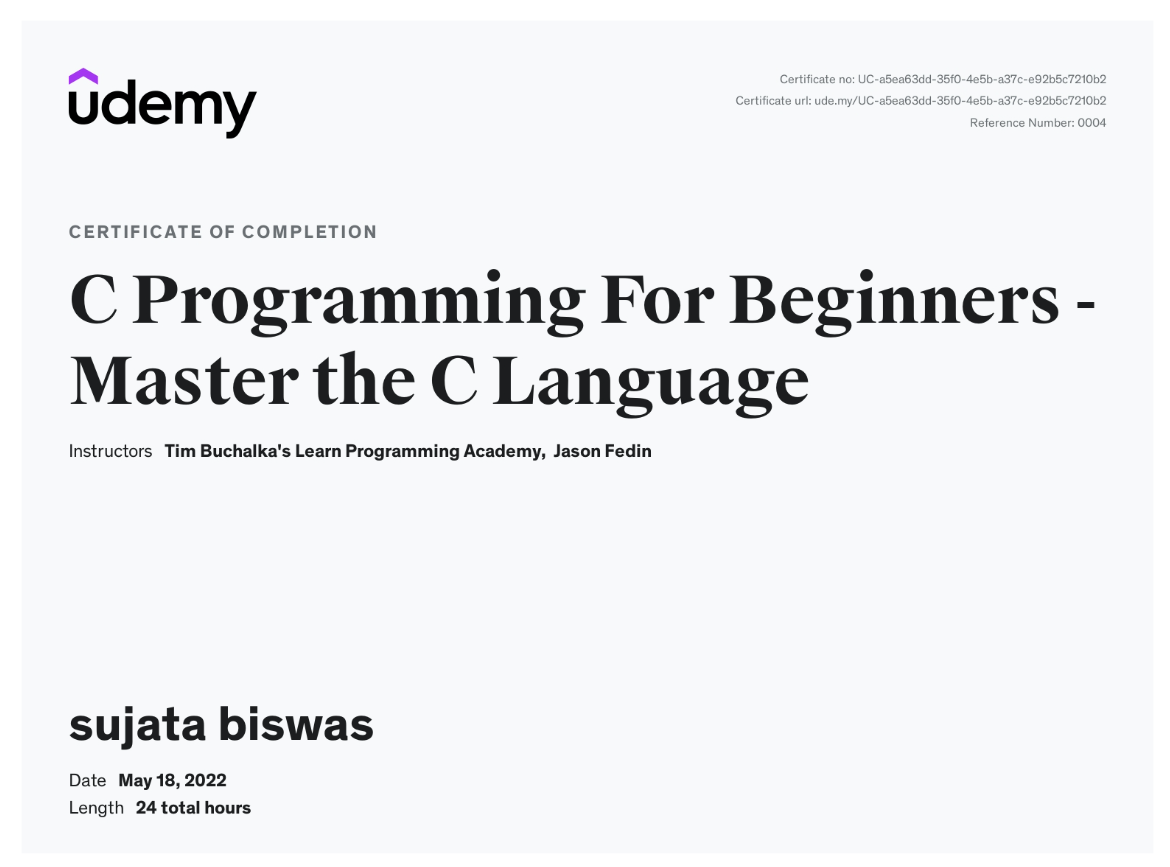 udemy
Certificate no: UC-a5ea63dd-35f0-4e5b-a37c-e92b5c7210b2
Certificate url: ude.my/UC-a5ea63dd-35f0-4e5b-a37c-e92b5c7210b2
Reference Number: 0004
CERTIFICATE OF COMPLETION
C Programming For Beginners -
Master the C Language
Instructors Tim Buchalka's Learn Programming Academy, Jason Fedin
sujata biswas
Date May 18, 2022
Length 24 total hours